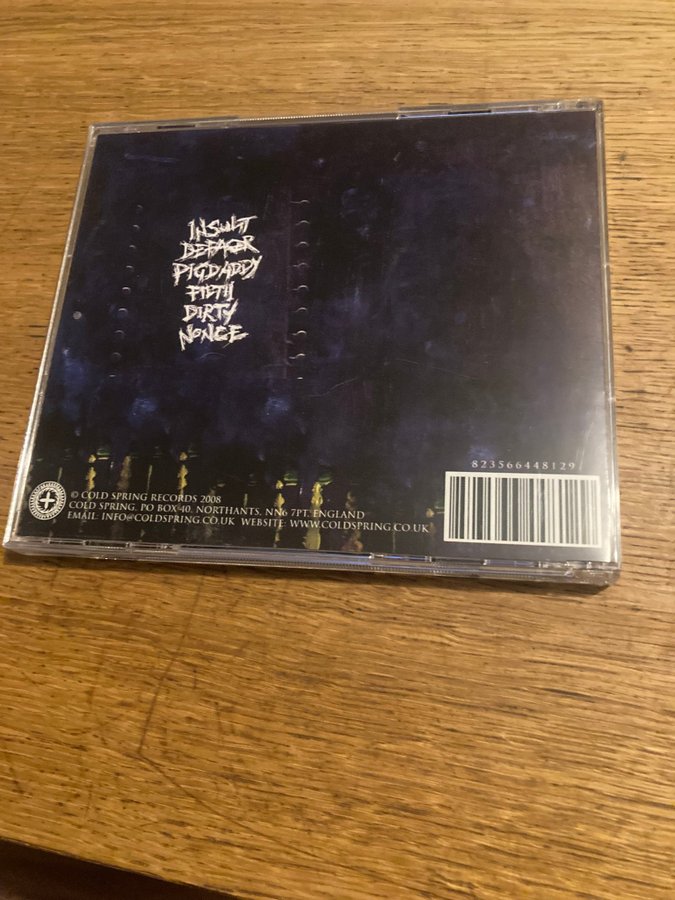 INSULT
DEFACER
PIGDADDY
FILTH
DIRTY
NONCE
823566448129
© COLD SPRING RECORDS 2008
COLD SPRING, PO BOX 40, NORTHANTS, NN6 7PT, ENGLAND
EMAIL: INFO@COLDSPRING.CO.UK WEBSITE: WWW.COLDSPRING.CO.UK